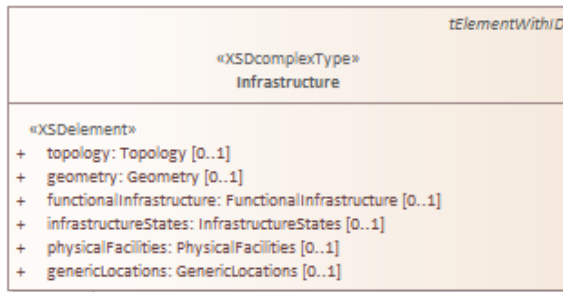 tElementWithID
«XSDcomplexType»
Infrastructure
«XSDelement»
+ topology: Topology [0..1]
+ geometry: Geometry [0..1]
+ functionalInfrastructure: FunctionalInfrastructure [0..1]
+ infrastructureStates: InfrastructureStates [0..1]
+ physicalFacilities: PhysicalFacilities [0..1]
+ genericLocations: GenericLocations [0..1]